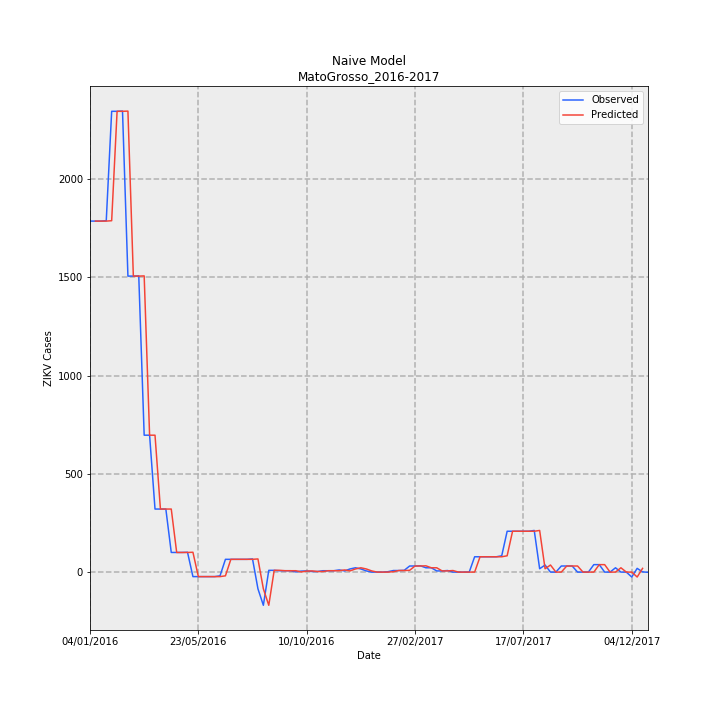 Naive Model
MatoGrosso_2016-2017
Observed
Predicted
2000
1500
1000
500
0
ZIKV Cases
04/01/2016
23/05/2016
10/10/2016
27/02/2017
17/07/2017
04/12/2017
Date